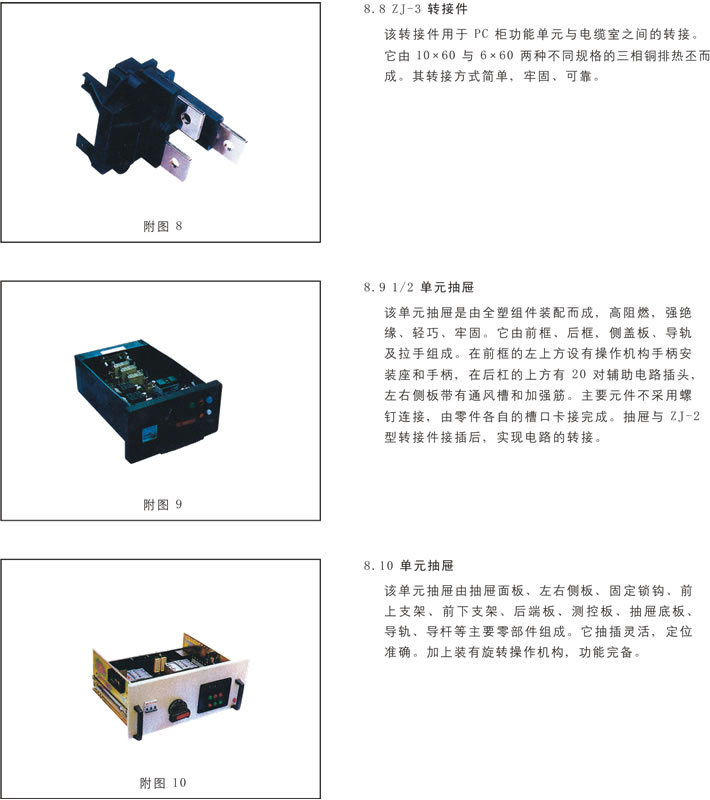 8.8 ZJ-3 转接件
该转接件用于 PC 柜功能单元与电缆室之间的转接。
它由 10×60 与 6×60 两种不同规格的三相铜排热丕而
成。其转接方式简单，牢固、可靠。
附图 8
8.9 1/2 单元抽屉
该单元抽屉是由全塑组件装配而成，高阻燃，强绝
缘、轻巧、牢固。它由前框、后框，侧盖板、导轨
及拉手组成。在前框的左上方设有操作机构手柄安
装座和手柄，在后杠的上方有 20 对辅助电路插头，
左右侧板带有通风槽和加强筋。主要元件不采用螺
钉连接，由零件各自的槽口卡接完成。抽屉与 ZJ-2
型转接件接插后，实现电路的转接。
附图 9
8.10 单元抽屉
该单元抽屉由抽屉面板、左右侧板、固定锁钩、前
上支架、前下支架、后端板、测控板、抽屉底板、
导轨、导杆等主要零部件组成。它抽插灵活，定位
准确。加上装有旋转操作机构，功能完备。
附图 10